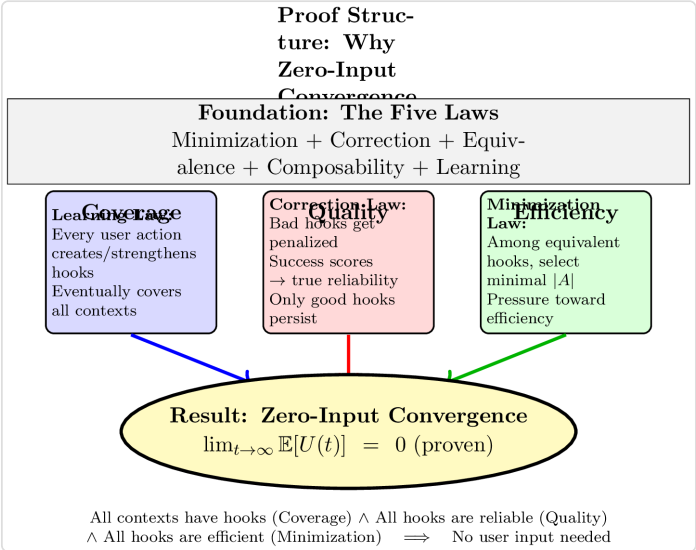 Proof Struc-
ture: Why
Zero-Input
Convergence
Foundation: The Five Laws
Minimization + Correction + Equiv-
alence + Composability + Learning
Coverage
Learning Law:
Every user action
creates/strengthens
hooks
Eventually covers
all contexts
Quality
Correction Law:
Bad hooks get
penalized
Success scores
→ true reliability
Only good hooks
persist
Efficiency
Minimization
Law:
Among equivalent
hooks, select
minimal |A|
Pressure toward
efficiency
Result: Zero-Input Convergence
lim_{t→∞} 𝔼[U(t)] = 0 (proven)
All contexts have hooks (Coverage) ∧ All hooks are reliable (Quality)
∧ All hooks are efficient (Minimization) ⟹ No user input needed